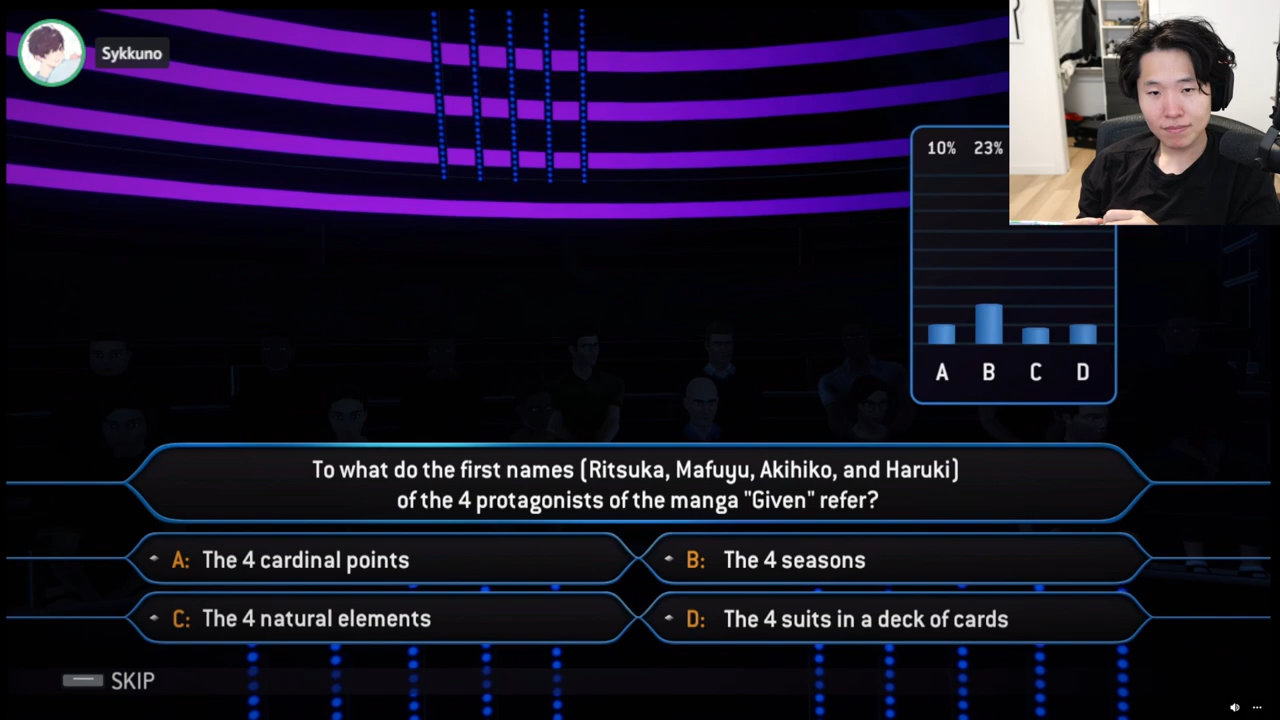 Sykkuno
10% 23%
A B C D
To what do the first names (Ritsuka, Mafuyu, Akihiko, and Haruki)
of the 4 protagonists of the manga "Given" refer?
A: The 4 cardinal points
B: The 4 seasons
C: The 4 natural elements
D: The 4 suits in a deck of cards
SKIP